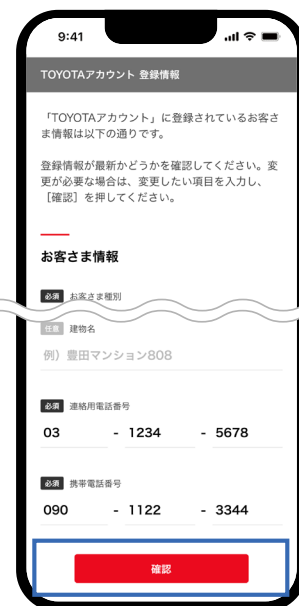 9:41
TOYOTAアカウント 登録情報
「TOYOTAアカウント」に登録されているお客さ
ま情報は以下の通りです。
登録情報が最新かどうかを確認してください。変
更が必要な場合は、変更したい項目を入力し、
［確認］を押してください。
お客さま情報
必須 お客さま種別
任意 建物名
例）豊田マンション808
必須 連絡用電話番号
03 - 1234 - 5678
必須 携帯電話番号
090 - 1122 - 3344
確認